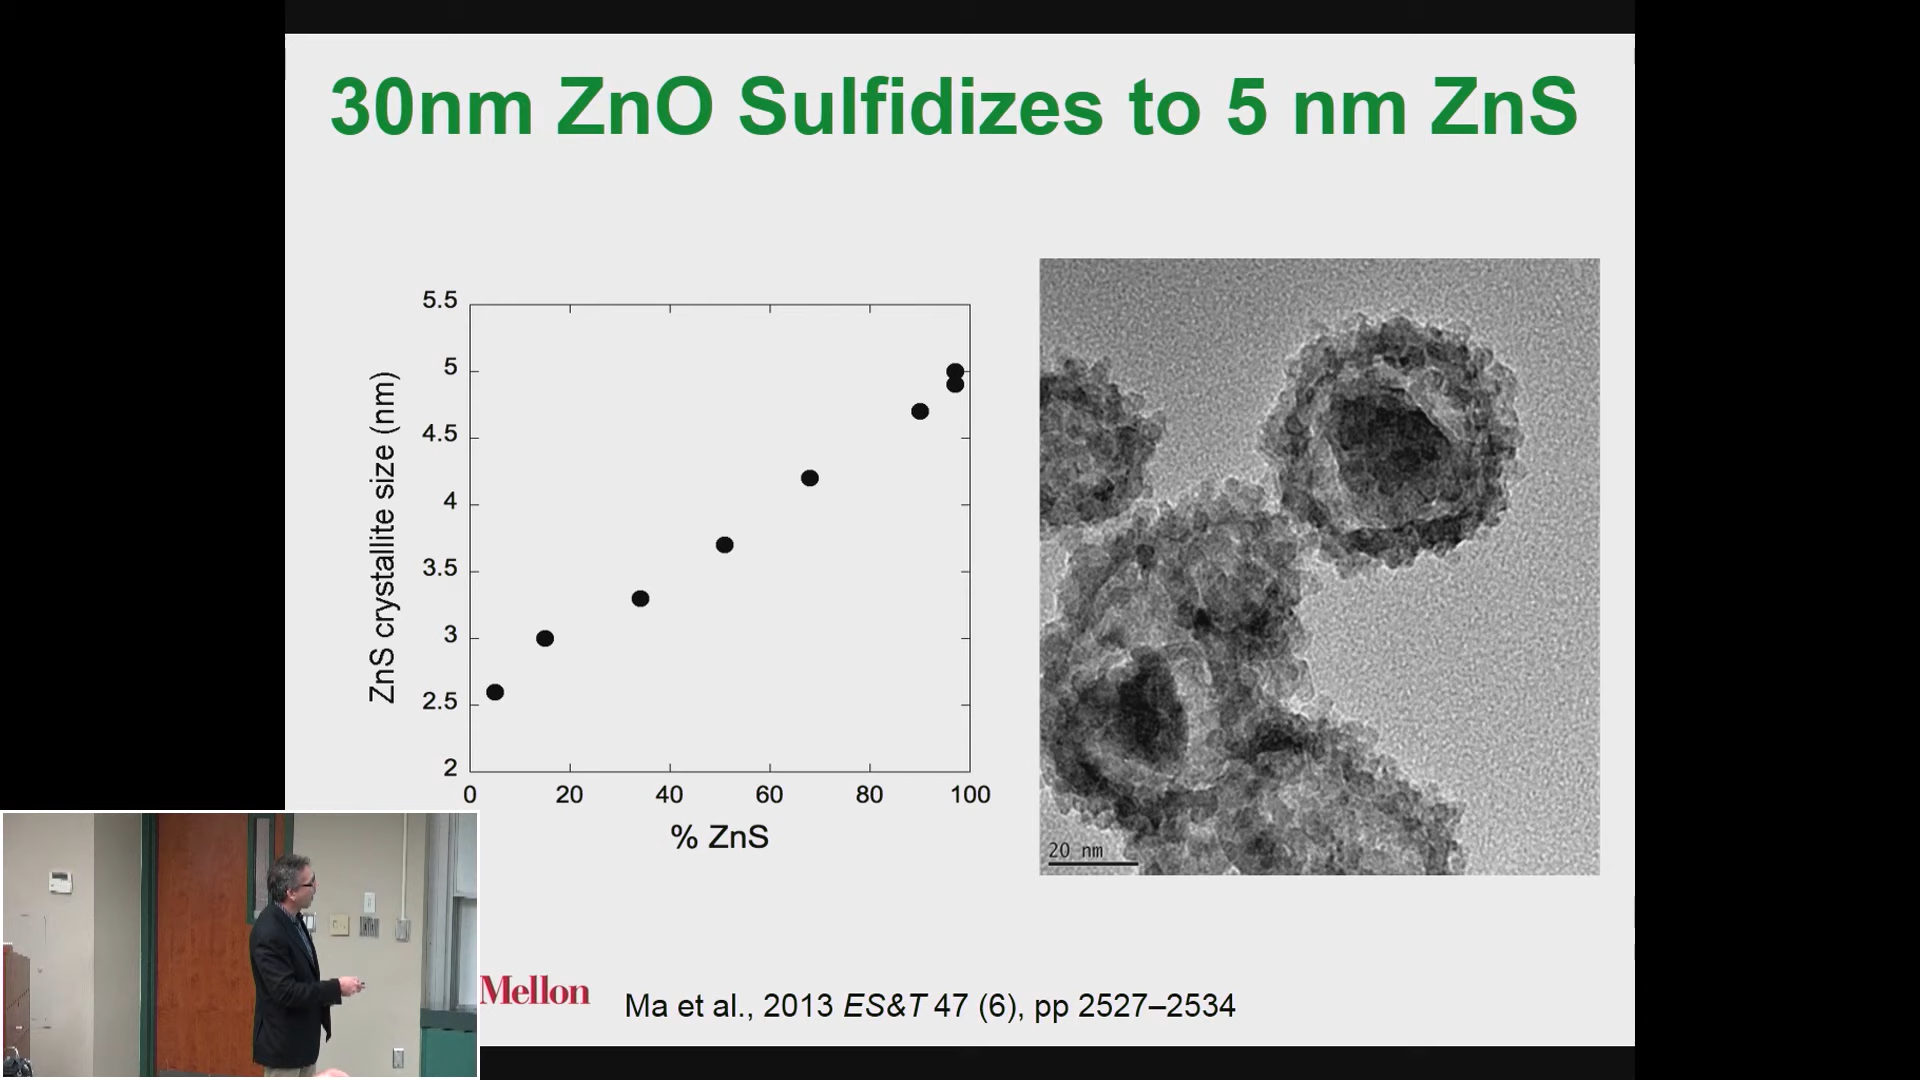 30nm ZnO Sulfidizes to 5 nm ZnS
5.5
5
4.5
4
3.5
3
2.5
2
ZnS crystallite size (nm)
0 20 40 60 80 100
% ZnS
20 nm
Mellon
Ma et al., 2013 ES&T 47 (6), pp 2527–2534